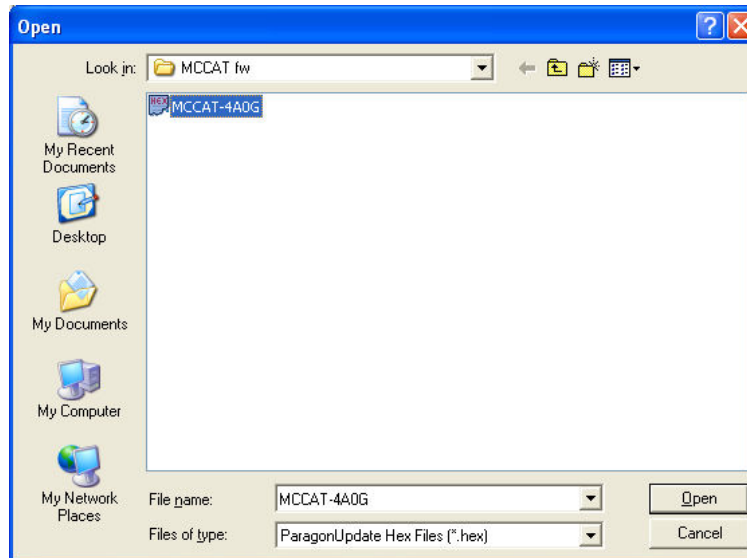 Open
Look in: MCCAT fw
HEX MCCAT-4A0G
My Recent
Documents
Desktop
My Documents
My Computer
My Network
Places
File name: MCCAT-4A0G Open
Files of type: ParagonUpdate Hex Files (*.hex) Cancel